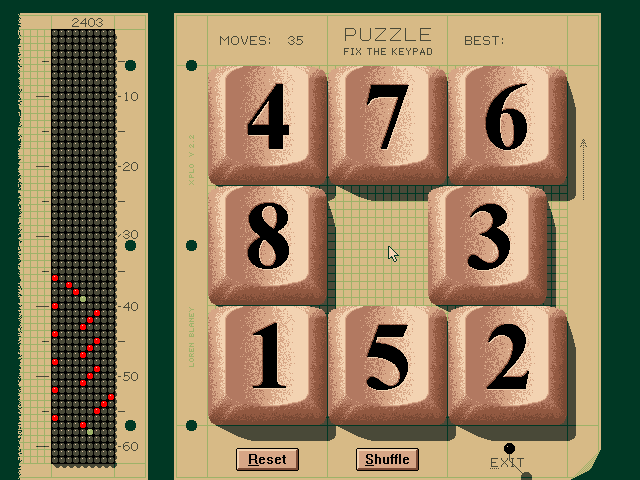 2403
MOVES: 35
PUZZLE
FIX THE KEYPAD
BEST:
4 7 6
8 3
1 5 2
10
20
30
40
50
60
Reset
Shuffle
EXIT